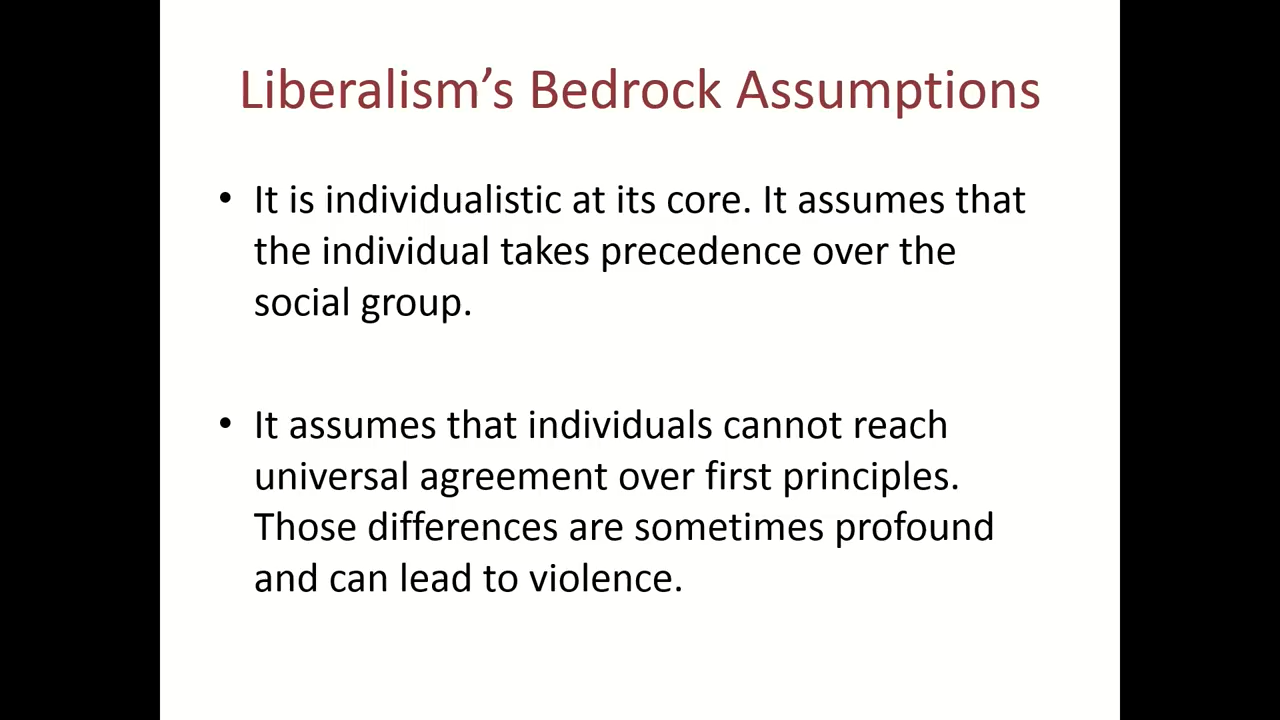 Liberalism’s Bedrock Assumptions
• It is individualistic at its core. It assumes that
the individual takes precedence over the
social group.
• It assumes that individuals cannot reach
universal agreement over first principles.
Those differences are sometimes profound
and can lead to violence.